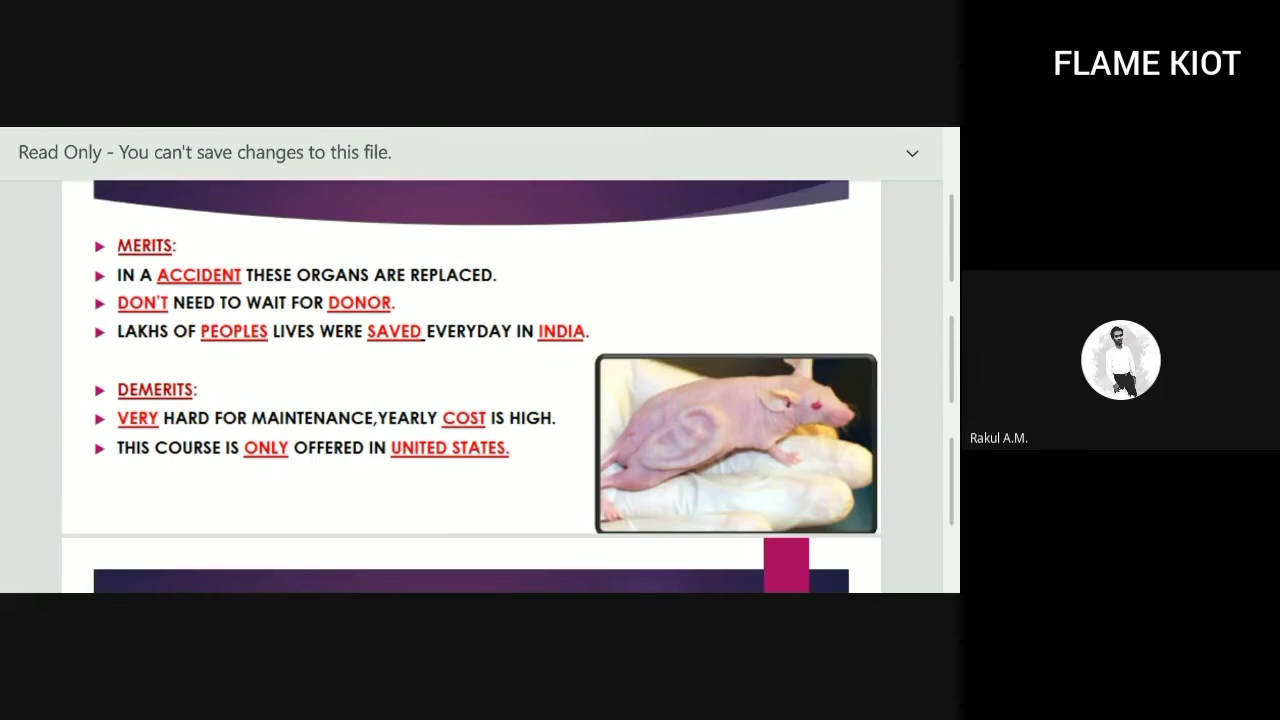 FLAME KIOT
Read Only - You can't save changes to this file.
MERITS:
IN A ACCIDENT THESE ORGANS ARE REPLACED.
DON'T NEED TO WAIT FOR DONOR.
LAKHS OF PEOPLES LIVES WERE SAVED EVERYDAY IN INDIA.
DEMERITS:
VERY HARD FOR MAINTENANCE,YEARLY COST IS HIGH.
THIS COURSE IS ONLY OFFERED IN UNITED STATES.
Rakul A.M.